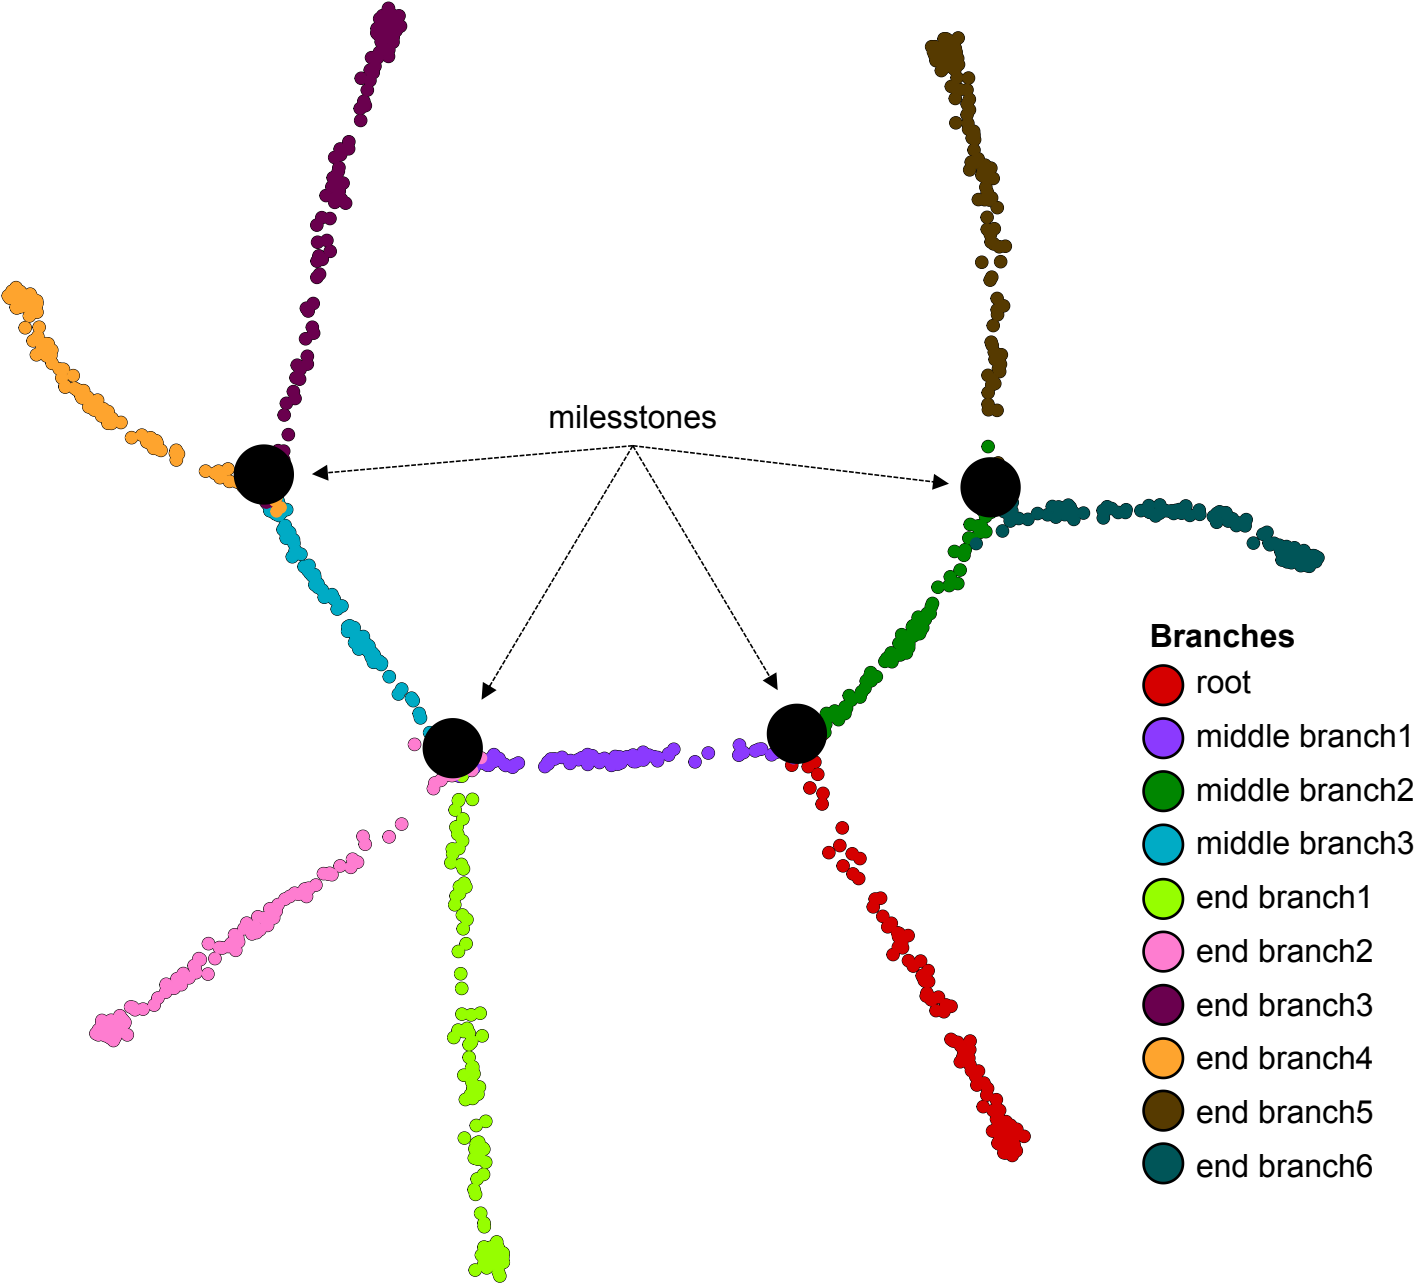 milesstones
Branches
root
middle branch1
middle branch2
middle branch3
end branch1
end branch2
end branch3
end branch4
end branch5
end branch6